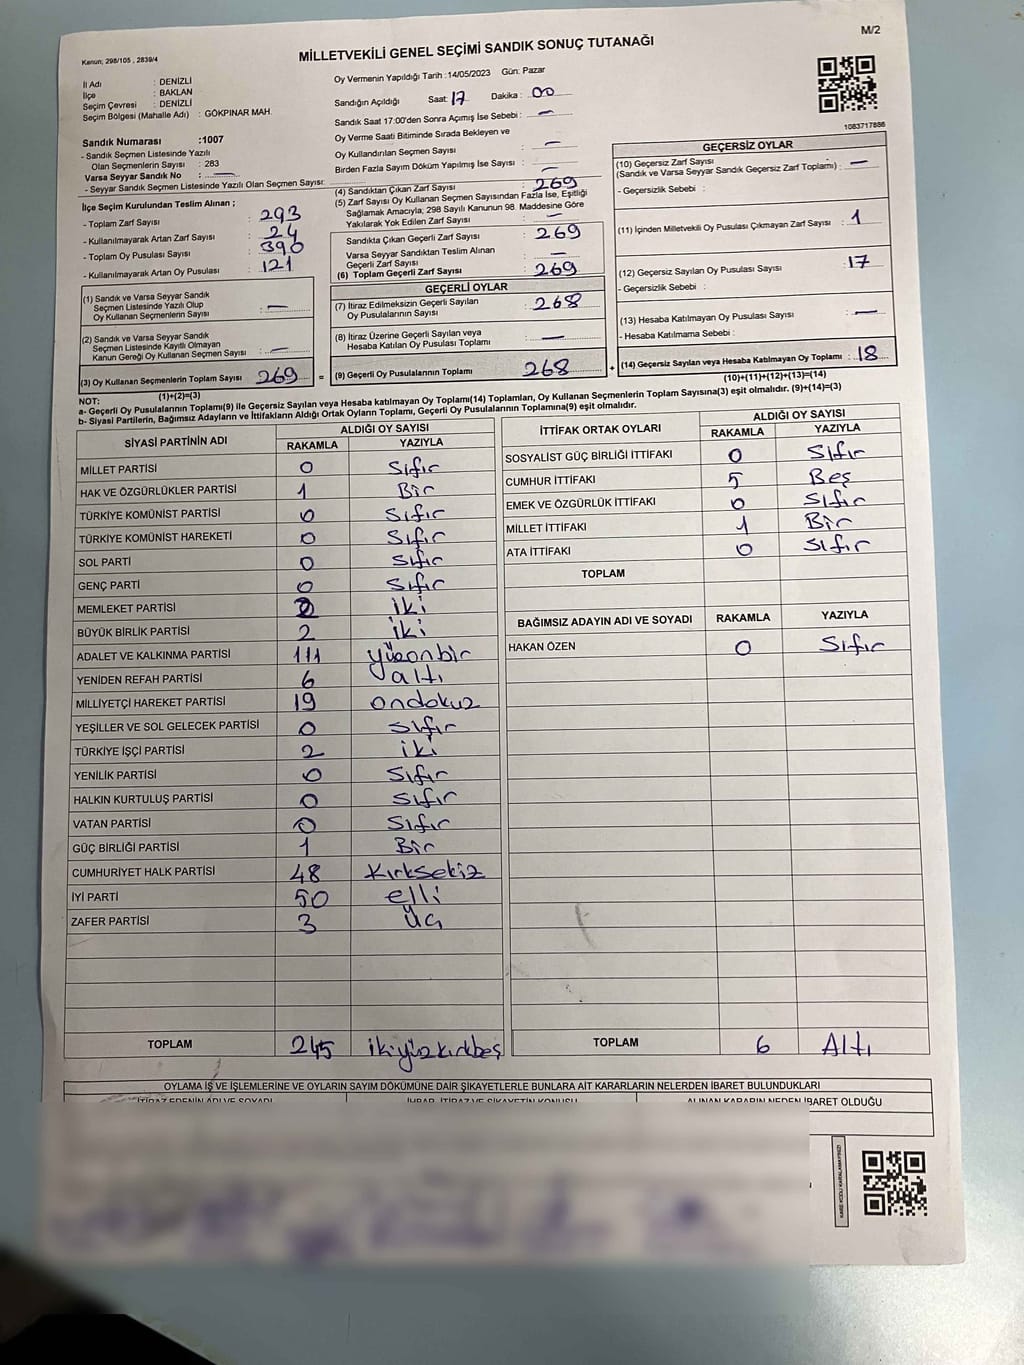 M/2
Kanun; 298/105 , 2839/4
MİLLETVEKİLİ GENEL SEÇİMİ SANDIK SONUÇ TUTANAĞI
İl Adı : DENİZLİ
İlçe : BAKLAN
Seçim Çevresi : DENİZLİ
Seçim Bölgesi (Mahalle Adı) : GÖKPINAR MAH.
Sandık Numarası :1007
- Sandık Seçmen Listesinde Yazılı
Olan Seçmenlerin Sayısı : 283
Varsa Seyyar Sandık No : —
- Seyyar Sandık Seçmen Listesinde Yazılı Olan Seçmen Sayısı:
İlçe Seçim Kurulundan Teslim Alınan ;
- Toplam Zarf Sayısı : 293
- Kullanılmayarak Artan Zarf Sayısı : 24
- Toplam Oy Pusulası Sayısı : 390
- Kullanılmayarak Artan Oy Pusulası : 121
(1) Sandık ve Varsa Seyyar Sandık
Seçmen Listesinde Yazılı Olup
Oy Kullanan Seçmenlerin Sayısı : —
(2) Sandık ve Varsa Seyyar Sandık
Seçmen Listesinde Kayıtlı Olmayan
Kanun Gereği Oy Kullanan Seçmen Sayısı : —
(3) Oy Kullanan Seçmenlerin Toplam Sayısı 269 =
(1)+(2)=(3)
Oy Vermenin Yapıldığı Tarih :14/05/2023 Gün: Pazar
Sandığın Açıldığı Saat: 17 Dakika : 00
Sandık Saat 17:00'den Sonra Açımış İse Sebebi : —
Oy Verme Saati Bitiminde Sırada Bekleyen ve
Oy Kullandırılan Seçmen Sayısı : —
Birden Fazla Sayım Döküm Yapılmış İse Sayısı : —
(4) Sandıktan Çıkan Zarf Sayısı : 269
(5) Zarf Sayısı Oy Kullanan Seçmen Sayısından Fazla İse, Eşitliği
Sağlamak Amacıyla, 298 Sayılı Kanunun 98. Maddesine Göre
Yakılarak Yok Edilen Zarf Sayısı : —
Sandıkta Çıkan Geçerli Zarf Sayısı : 269
Varsa Seyyar Sandıktan Teslim Alınan
Geçerli Zarf Sayısı : —
(6) Toplam Geçerli Zarf Sayısı : 269
GEÇERLİ OYLAR
(7) İtiraz Edilmeksizin Geçerli Sayılan
Oy Pusulalarının Sayısı : 268
(8) İtiraz Üzerine Geçerli Sayılan veya
Hesaba Katılan Oy Pusulası Toplamı : —
(9) Geçerli Oy Pusulalarının Toplamı : 268 +
1083717886
GEÇERSİZ OYLAR
(10) Geçersiz Zarf Sayısı
(Sandık ve Varsa Seyyar Sandık Geçersiz Zarf Toplamı) : —
- Geçersizlik Sebebi :
(11) İçinden Milletvekili Oy Pusulası Çıkmayan Zarf Sayısı : 1
(12) Geçersiz Sayılan Oy Pusulası Sayısı : 17
- Geçersizlik Sebebi :
(13) Hesaba Katılmayan Oy Pusulası Sayısı : —
- Hesaba Katılmama Sebebi :
(14) Geçersiz Sayılan veya Hesaba Katılmayan Oy Toplamı : 18
(10)+(11)+(12)+(13)=(14)
NOT:
a- Geçerli Oy Pusulalarının Toplamı(9) ile Geçersiz Sayılan veya Hesaba katılmayan Oy Toplamı(14) Toplamları, Oy Kullanan Seçmenlerin Toplam Sayısına(3) eşit olmalıdır. (9)+(14)=(3)
b- Siyasi Partilerin, Bağımsız Adayların ve İttifakların Aldığı Ortak Oyların Toplamı, Geçerli Oy Pusulalarının Toplamına(9) eşit olmalıdır.
SİYASİ PARTİNİN ADI ALDIĞI OY SAYISI
RAKAMLA YAZIYLA
MİLLET PARTİSİ 0 Sıfır
HAK VE ÖZGÜRLÜKLER PARTİSİ 1 Bir
TÜRKİYE KOMÜNİST PARTİSİ 0 Sıfır
TÜRKİYE KOMÜNİST HAREKETİ 0 Sıfır
SOL PARTİ 0 Sıfır
GENÇ PARTİ 0 Sıfır
MEMLEKET PARTİSİ 2 iki
BÜYÜK BİRLİK PARTİSİ 2 iki
ADALET VE KALKINMA PARTİSİ 111 yüzonbir
YENİDEN REFAH PARTİSİ 6 altı
MİLLİYETÇİ HAREKET PARTİSİ 19 ondokuz
YEŞİLLER VE SOL GELECEK PARTİSİ 0 Sıfır
TÜRKİYE İŞÇİ PARTİSİ 2 iki
YENİLİK PARTİSİ 0 Sıfır
HALKIN KURTULUŞ PARTİSİ 0 Sıfır
VATAN PARTİSİ 0 Sıfır
GÜÇ BİRLİĞİ PARTİSİ 1 Bir
CUMHURİYET HALK PARTİSİ 48 Kırksekiz
İYİ PARTİ 50 elli
ZAFER PARTİSİ 3 üç
TOPLAM 245 ikiyüzkırkbeş
İTTİFAK ORTAK OYLARI ALDIĞI OY SAYISI
RAKAMLA YAZIYLA
SOSYALİST GÜÇ BİRLİĞİ İTTİFAKI 0 Sıfır
CUMHUR İTTİFAKI 5 Beş
EMEK VE ÖZGÜRLÜK İTTİFAKI 0 Sıfır
MİLLET İTTİFAKI 1 Bir
ATA İTTİFAKI 0 Sıfır
TOPLAM
BAĞIMSIZ ADAYIN ADI VE SOYADI RAKAMLA YAZIYLA
HAKAN ÖZEN 0 Sıfır
TOPLAM 6 Altı
OYLAMA İŞ VE İŞLEMLERİNE VE OYLARIN SAYIM DÖKÜMÜNE DAİR ŞİKAYETLERLE BUNLARA AİT KARARLARIN NELERDEN İBARET BULUNDUKLARI
İTİRAZ EDENİN ADI VE SOYADI İHBAR, İTİRAZ VE ŞİKAYETİN KONUSU ALINAN KARARIN NEDEN İBARET OLDUĞU